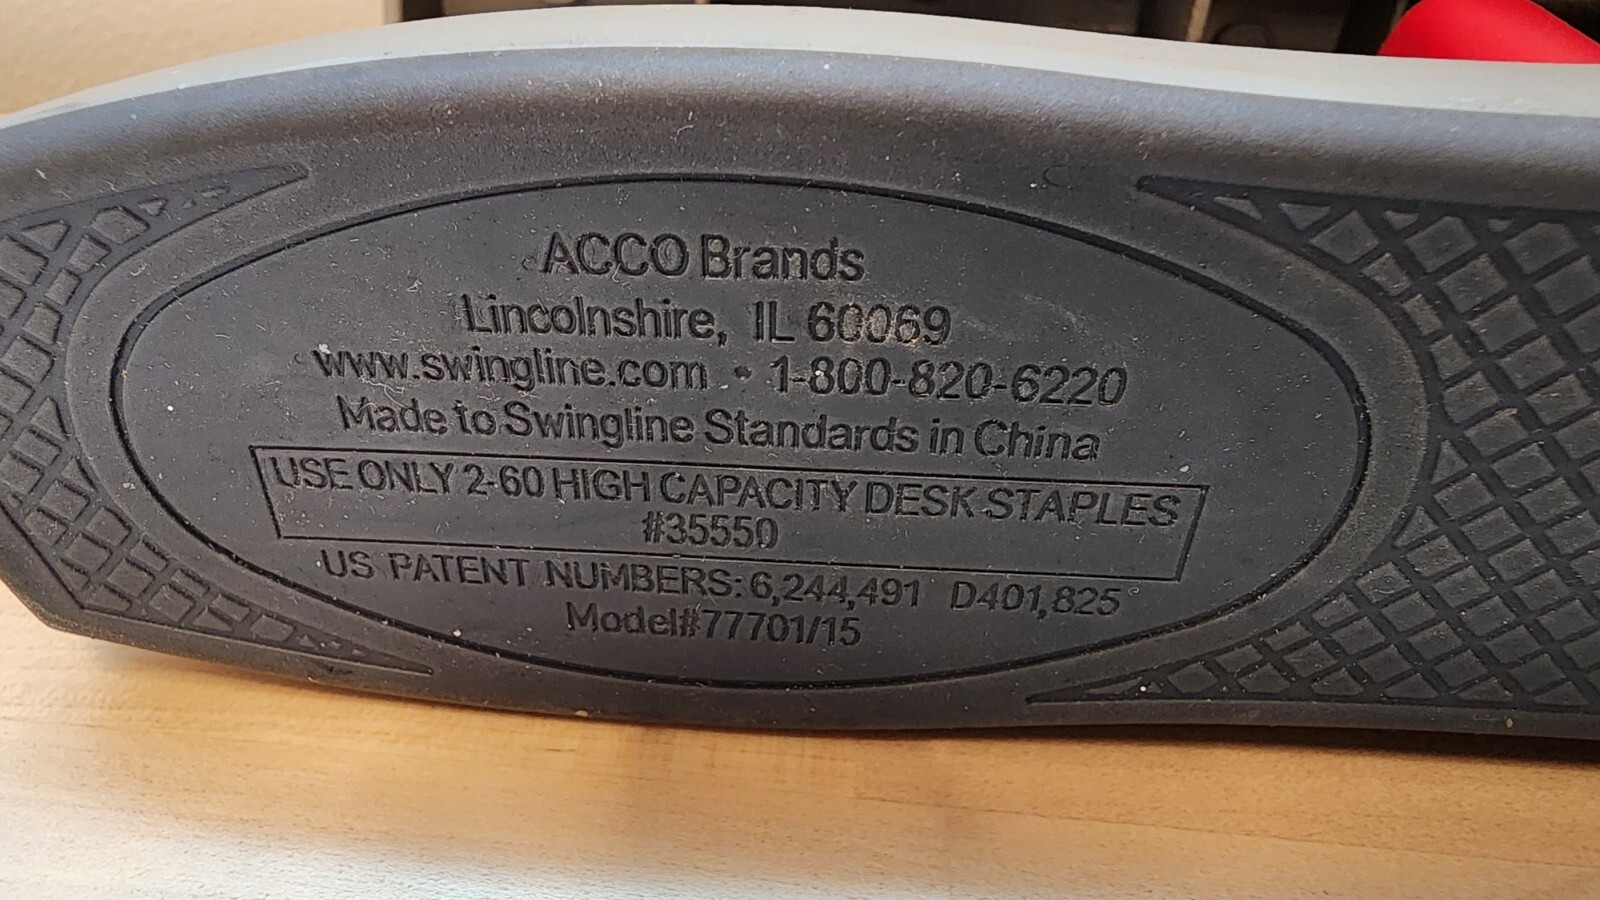 ACCO Brands
Lincolnshire, IL 60069
www.swingline.com • 1-800-820-6220
Made to Swingline Standards in China
USE ONLY 2-60 HIGH CAPACITY DESK STAPLES
#35550
US PATENT NUMBERS: 6,244,491 D401,825
Model#77701/15